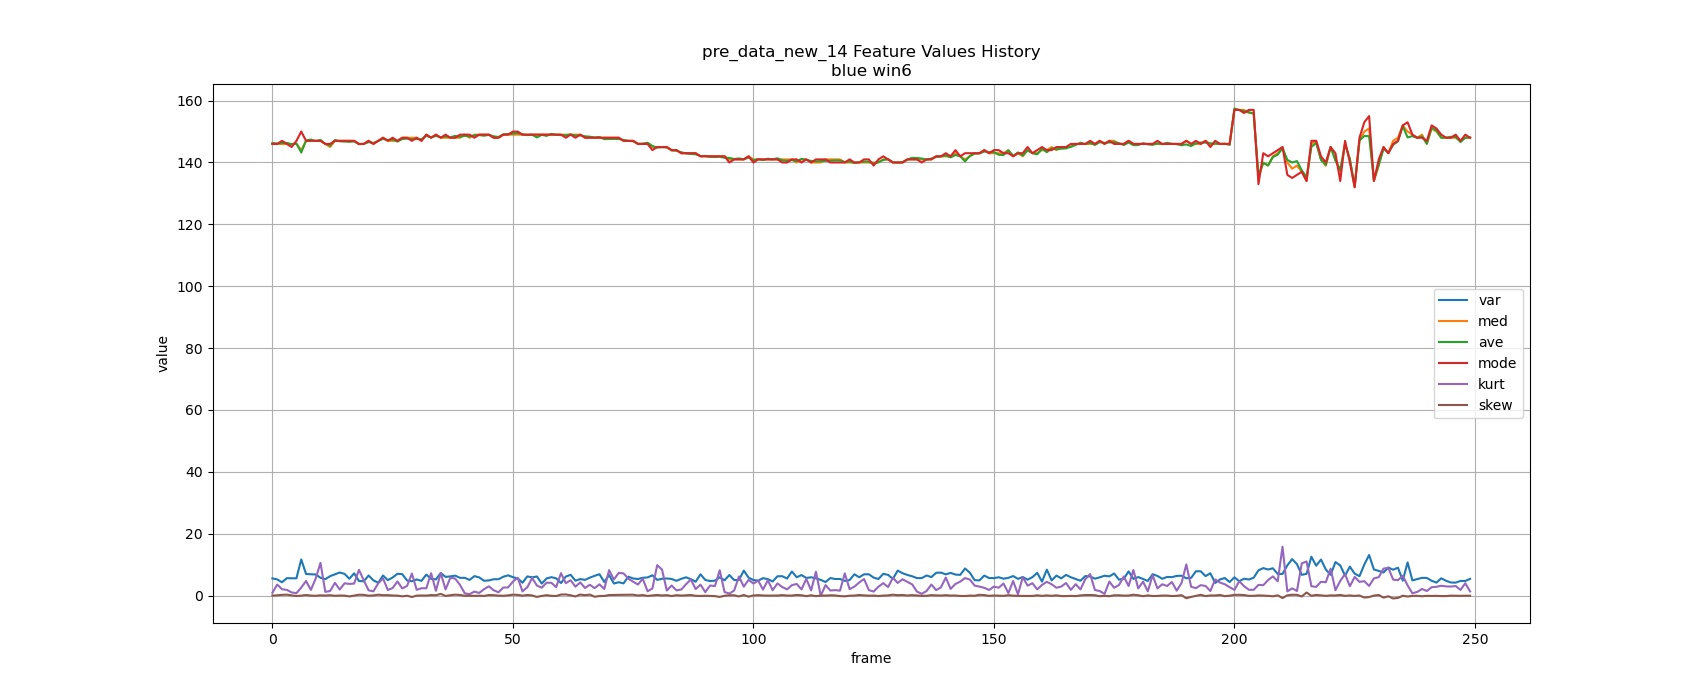 pre_data_new_14 Feature Values History
blue win6
160
140
120
100
80
60
40
20
0
value
var
med
ave
mode
kurt
skew
0
50
100
150
200
250
frame